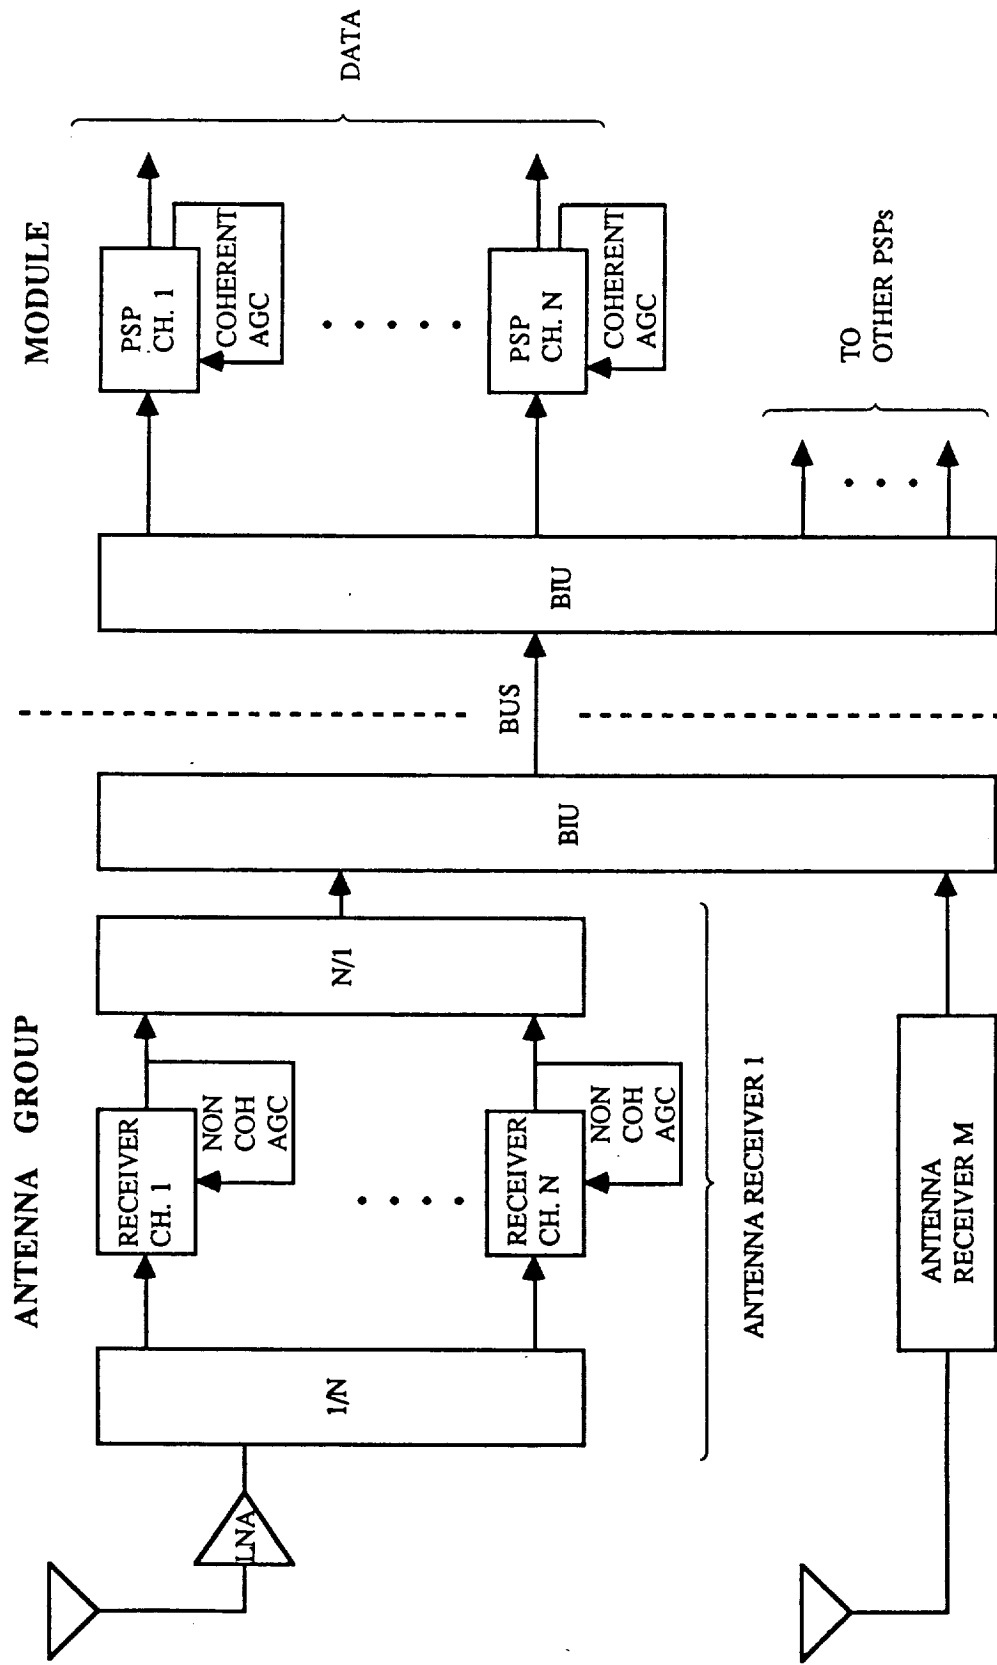 ANTENNA GROUP
MODULE
LNA
1/N
RECEIVER
CH. 1
NON
COH
AGC
RECEIVER
CH. N
NON
COH
AGC
N/1
ANTENNA RECEIVER 1
ANTENNA
RECEIVER M
BIU
BUS
BIU
PSP
CH. 1
COHERENT
AGC
PSP
CH. N
COHERENT
AGC
DATA
TO
OTHER PSPs